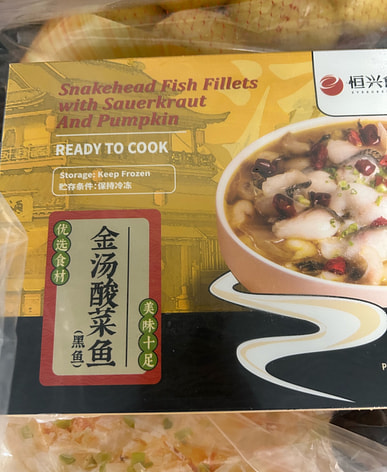 恒兴
Snakehead Fish Fillets
with Sauerkraut
And Pumpkin
READY TO COOK
Storage: Keep Frozen
贮存条件:保持冷冻
优选食材
金汤酸菜鱼
(黑鱼)
美味十足